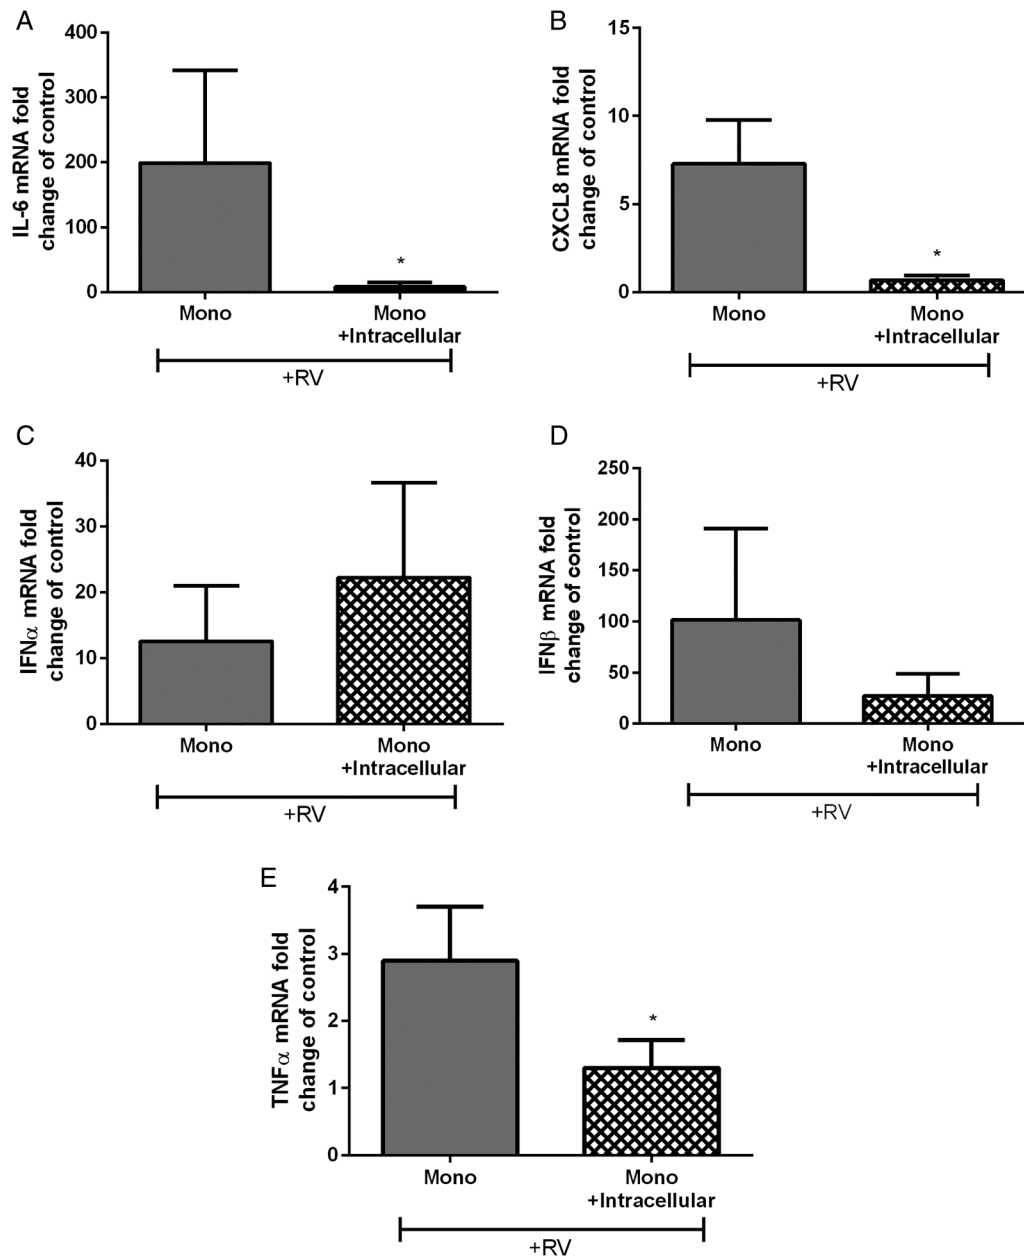 A
IL-6 mRNA fold
change of control
400
300
200
100
0
*
Mono
Mono
+Intracellular
+RV
B
CXCL8 mRNA fold
change of control
15
10
5
0
*
Mono
Mono
+Intracellular
+RV
C
IFNα mRNA fold
change of control
40
30
20
10
0
Mono
Mono
+Intracellular
+RV
D
IFNβ mRNA fold
change of control
250
200
150
100
50
0
Mono
Mono
+Intracellular
+RV
E
TNFα mRNA fold
change of control
4
3
2
1
0
*
Mono
Mono
+Intracellular
+RV